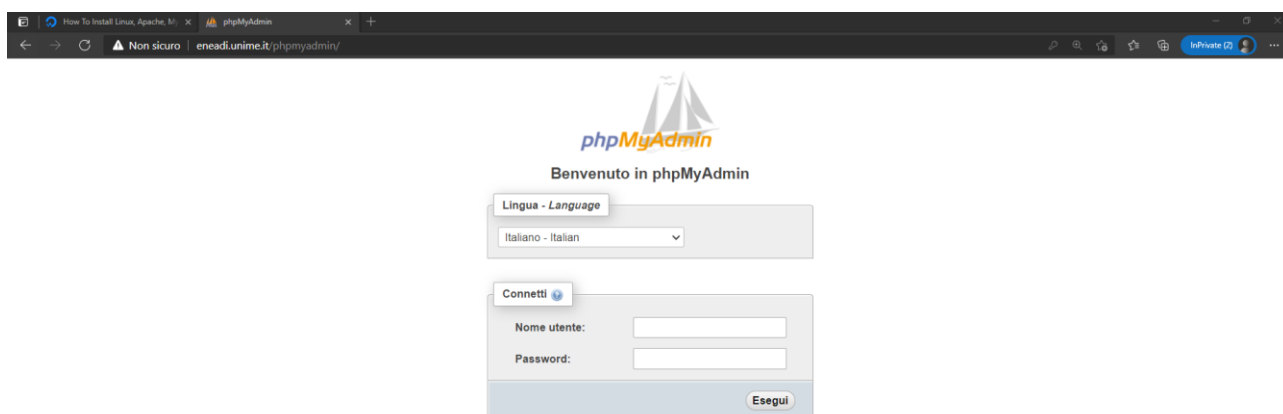 How To Install Linux, Apache, My
phpMyAdmin
Non sicuro eneadi.unime.it/phpmyadmin/
InPrivate (2)
phpMyAdmin
Benvenuto in phpMyAdmin
Lingua - Language
Italiano - Italian
Connetti
Nome utente:
Password:
Esegui